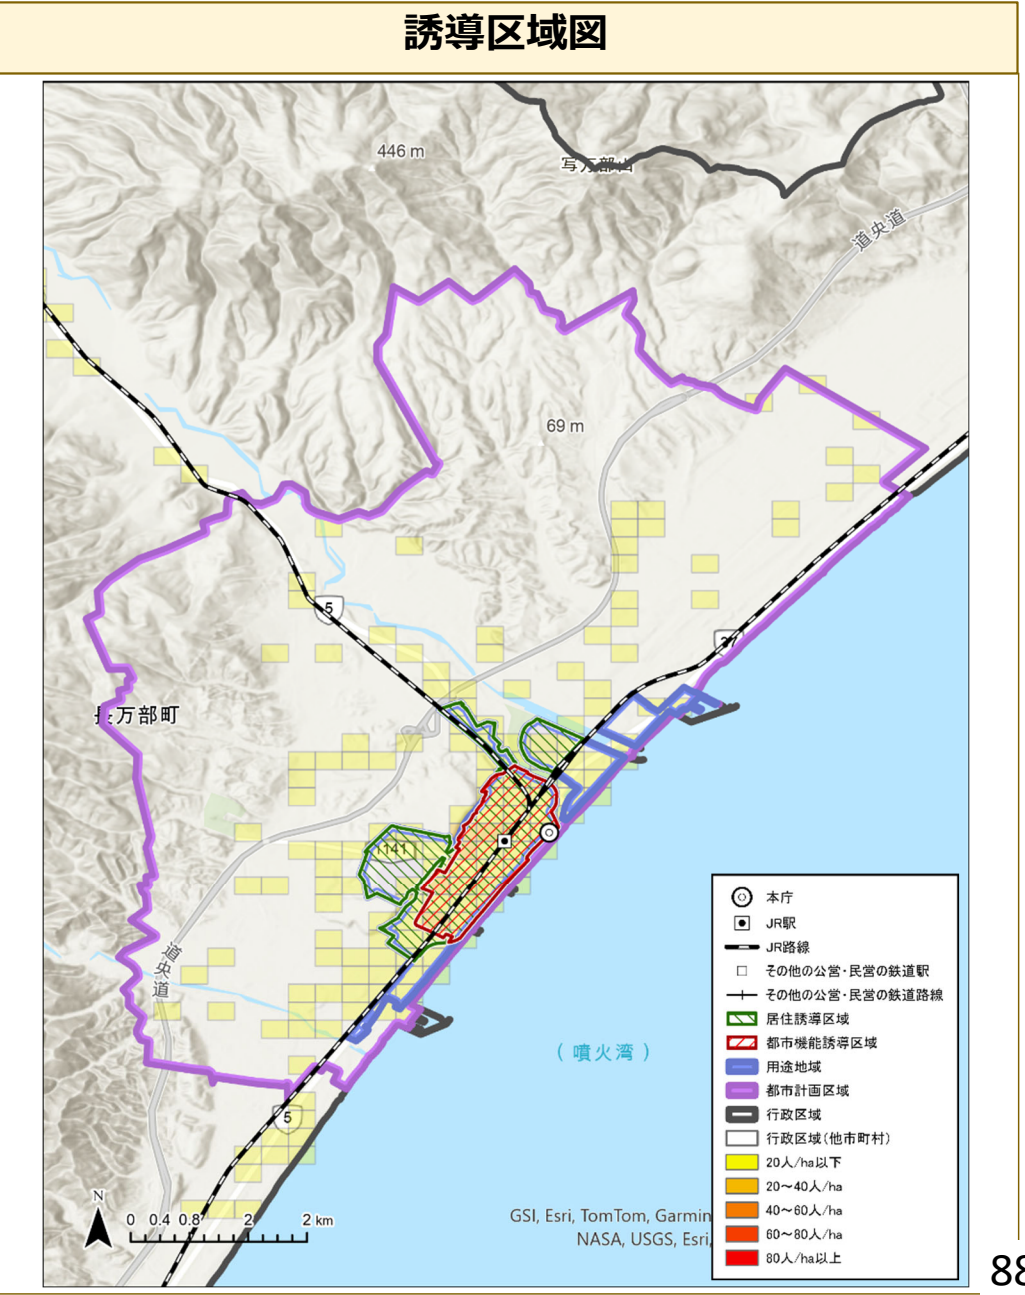 誘導区域図
446 m
写万部山
道央道
69 m
5
37
長万部町
141
道央道
(噴火湾)
5
N
0 0.4 0.8 2 2 km
GSI, Esri, TomTom, Garmin
NASA, USGS, Esri,
本庁
JR駅
JR路線
その他の公営・民営の鉄道駅
その他の公営・民営の鉄道路線
居住誘導区域
都市機能誘導区域
用途地域
都市計画区域
行政区域
行政区域(他市町村)
20人/ha以下
20～40人/ha
40～60人/ha
60～80人/ha
80人/ha以上
88